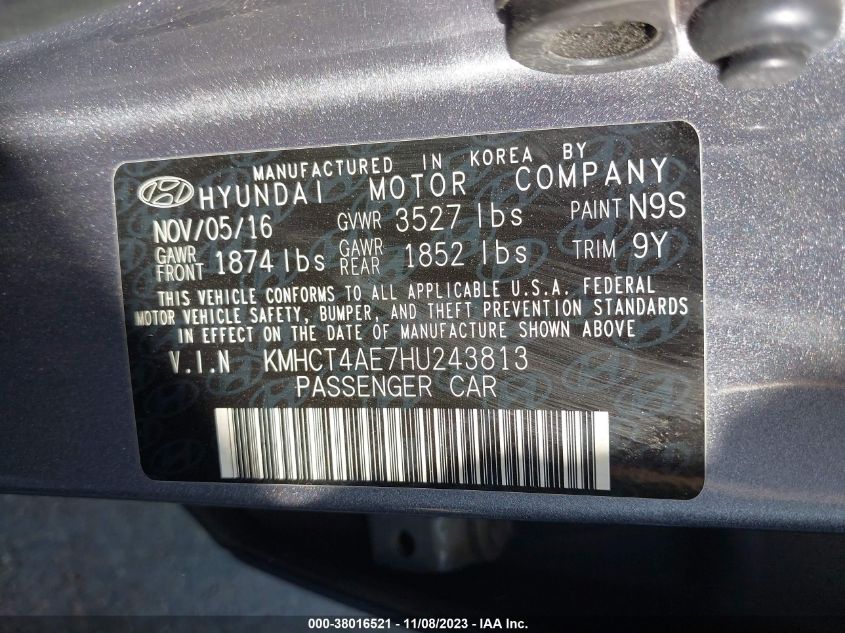 MANUFACTURED IN KOREA BY
HYUNDAI MOTOR COMPANY
NOV/05/16 GVWR 3527 lbs PAINT N9S
GAWR FRONT 1874 lbs GAWR REAR 1852 lbs TRIM 9Y
THIS VEHICLE CONFORMS TO ALL APPLICABLE U.S.A. FEDERAL
MOTOR VEHICLE SAFETY, BUMPER, AND THEFT PREVENTION STANDARDS
IN EFFECT ON THE DATE OF MANUFACTURE SHOWN ABOVE
V.I.N KMHCT4AE7HU243813
PASSENGER CAR
000-38016521 - 11/08/2023 - IAA Inc.